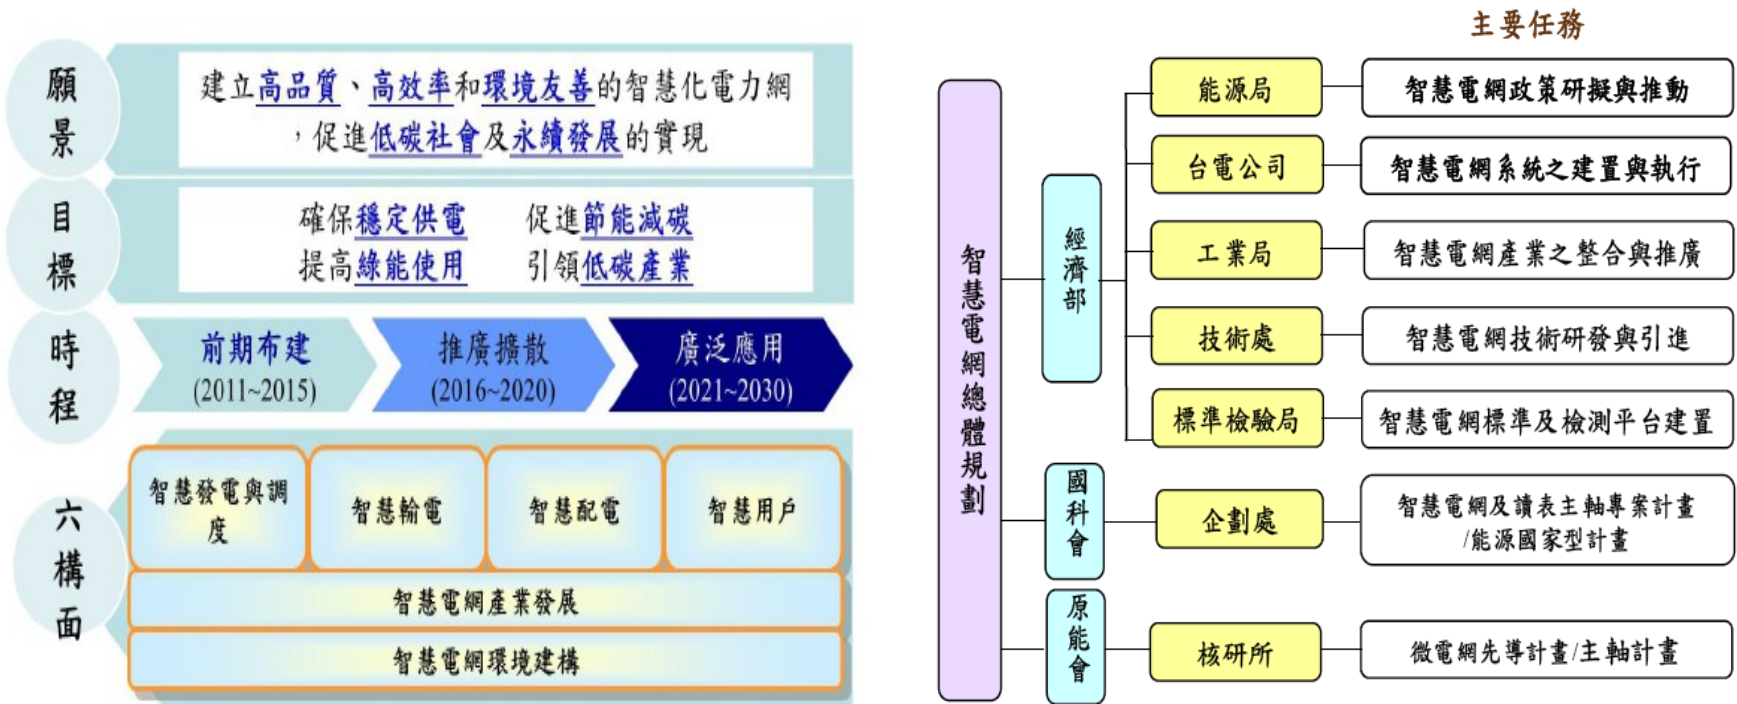 願景
建立高品質、高效率和環境友善的智慧化電力網
，促進低碳社會及永續發展的實現
目標
確保穩定供電 促進節能減碳
提高綠能使用 引領低碳產業
時程
前期布建
(2011~2015)
推廣擴散
(2016~2020)
廣泛應用
(2021~2030)
六構面
智慧發電與調
度
智慧輸電
智慧配電
智慧用戶
智慧電網產業發展
智慧電網環境建構
主要任務
智慧電網總體規劃
經濟部
能源局
智慧電網政策研擬與推動
台電公司
智慧電網系統之建置與執行
工業局
智慧電網產業之整合與推廣
技術處
智慧電網技術研發與引進
標準檢驗局
智慧電網標準及檢測平台建置
國科會
企劃處
智慧電網及讀表主軸專案計畫
/能源國家型計畫
原能會
核研所
微電網先導計畫/主軸計畫